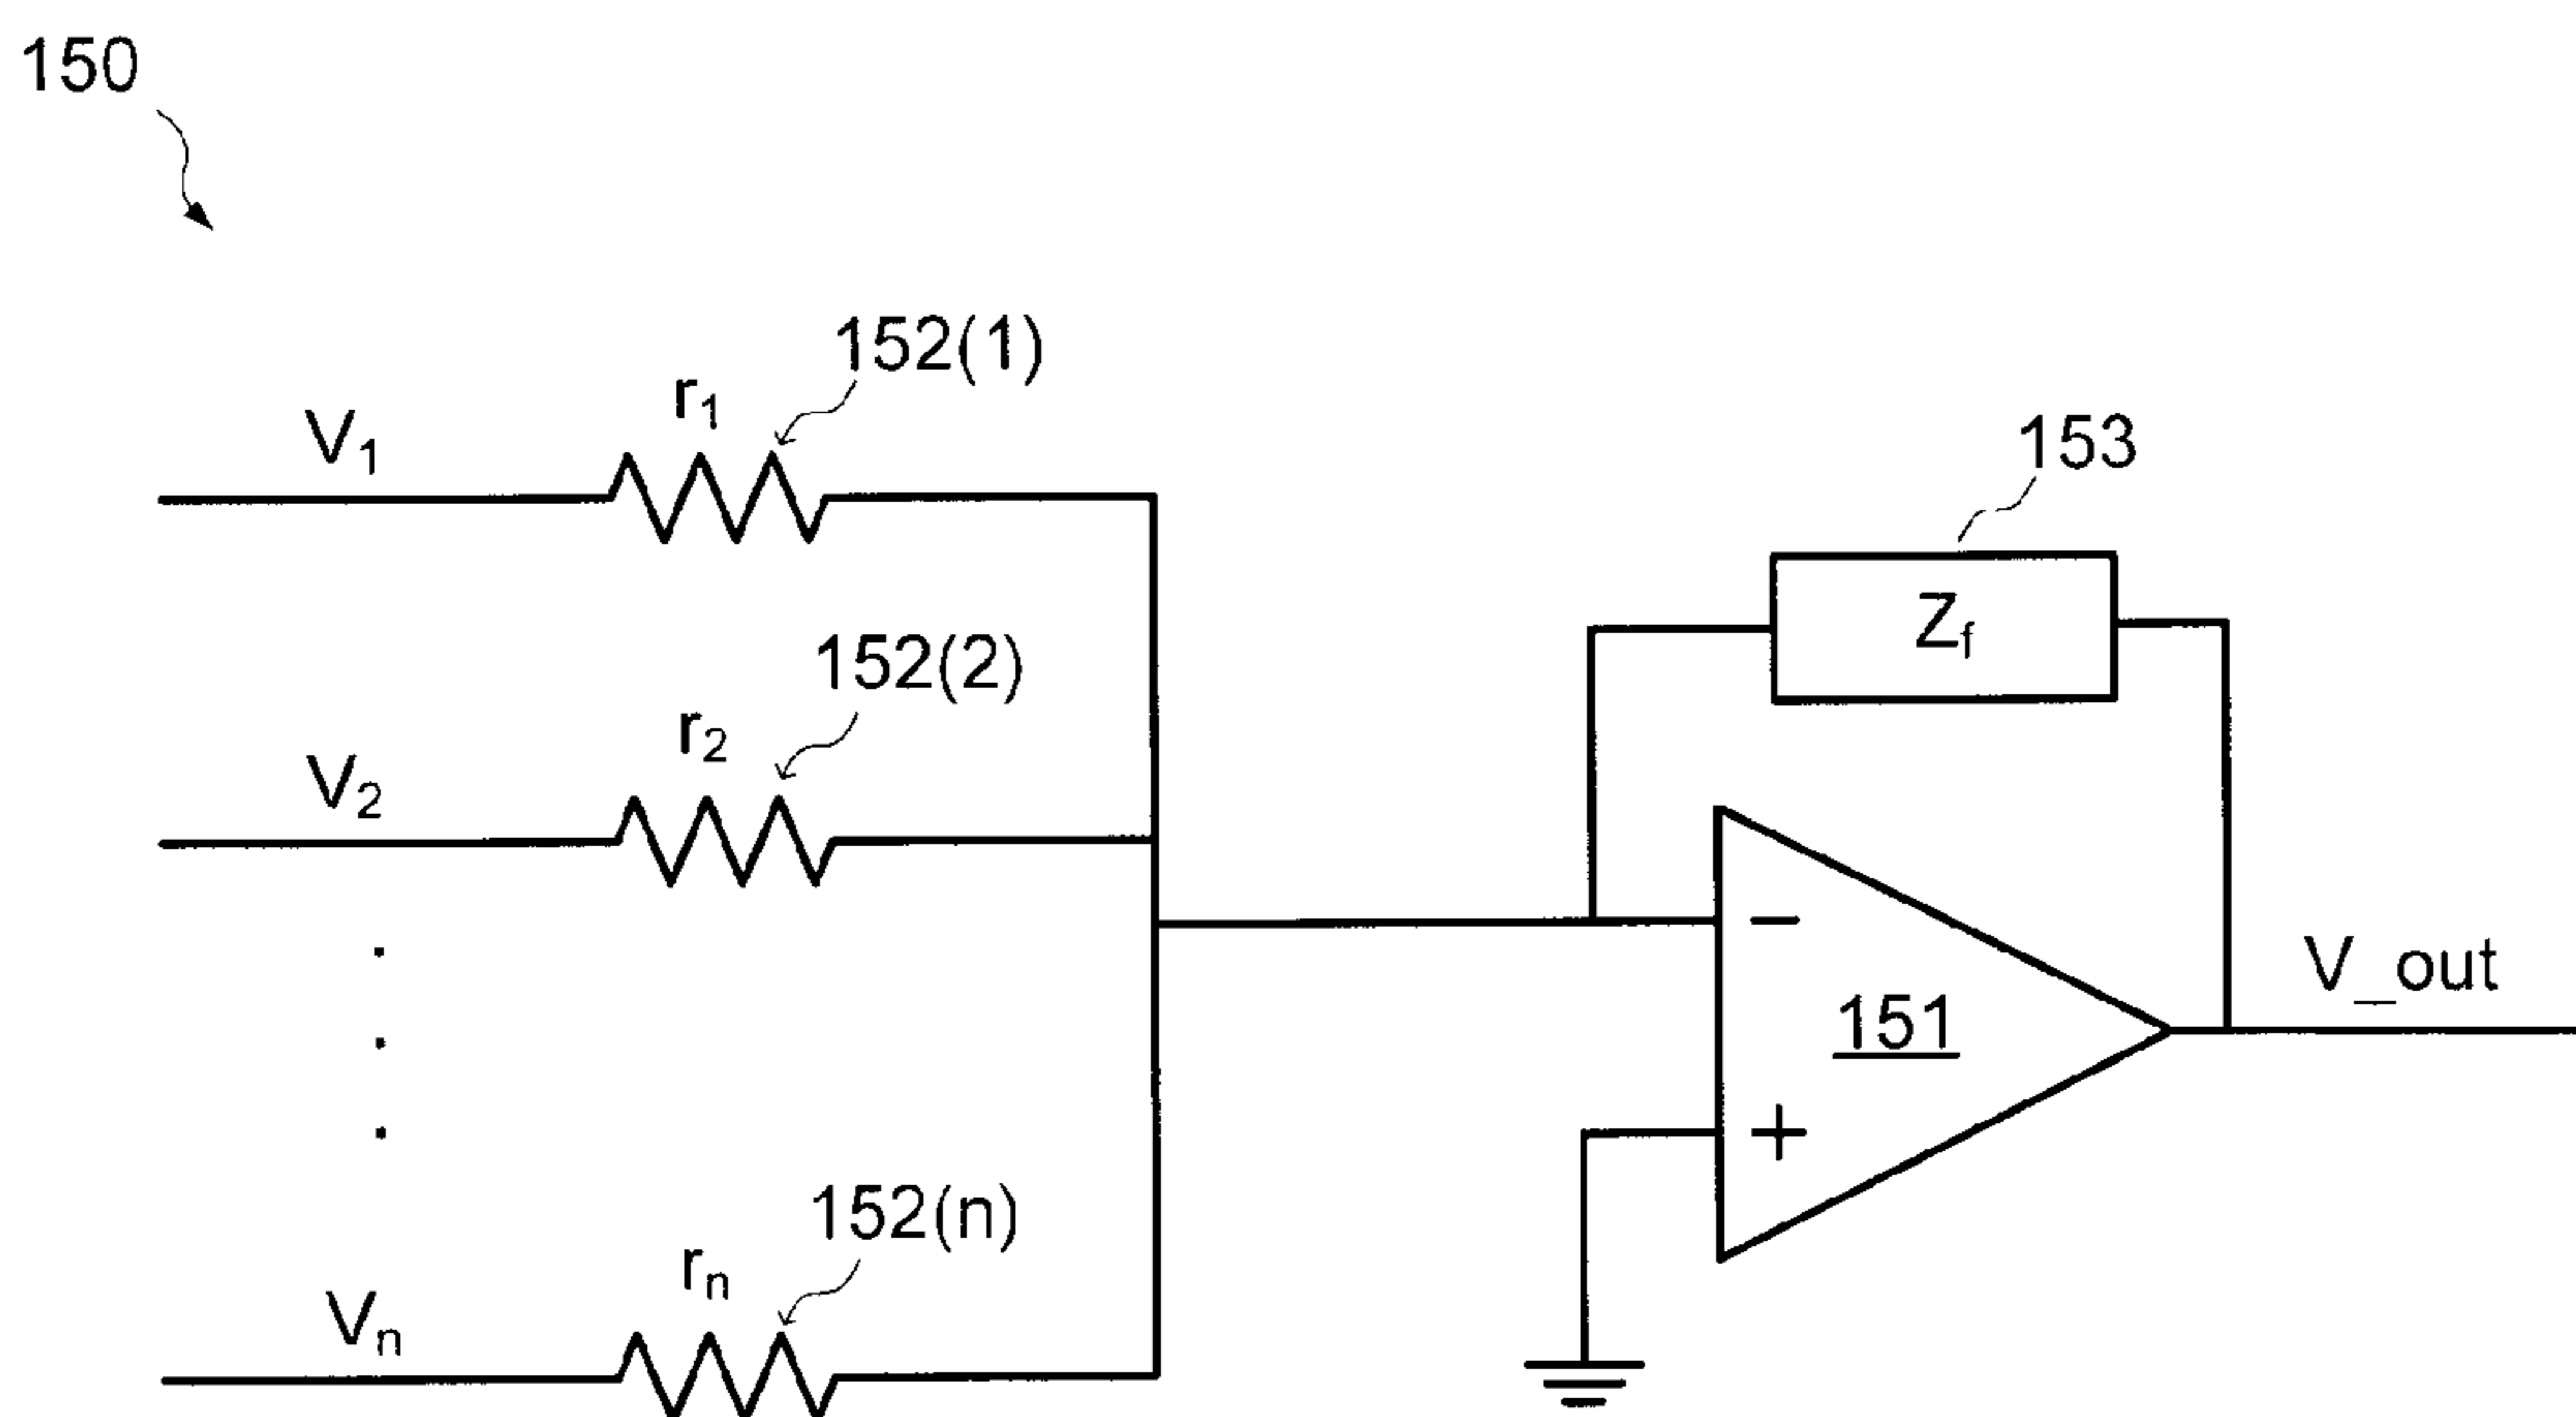 150
152(1)
r1
V1
153
Zf
152(2)
r2
V2
−
V_out
151
+
152(n)
rn
Vn